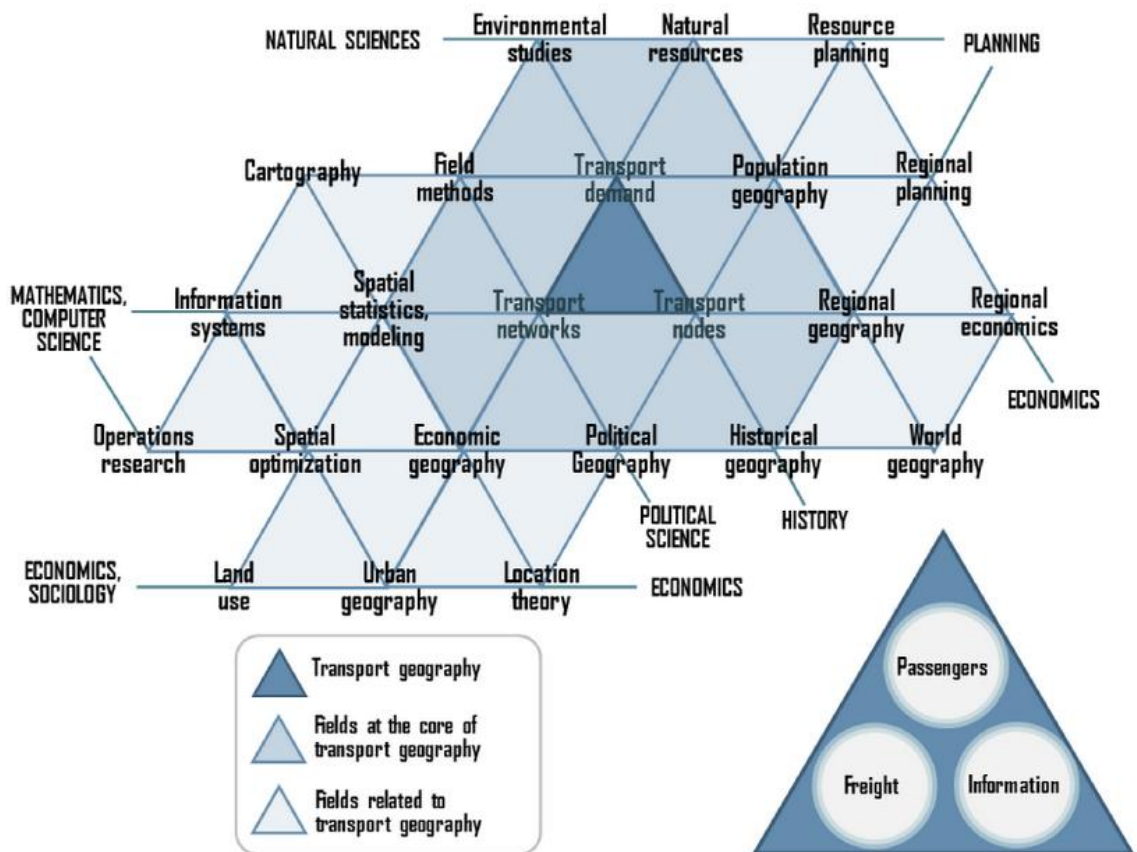 NATURAL SCIENCES
Environmental
studies
Natural
resources
Resource
planning
PLANNING
Cartography
Field
methods
Transport
demand
Population
geography
Regional
planning
MATHEMATICS,
COMPUTER
SCIENCE
Information
systems
Spatial
statistics,
modeling
Transport
networks
Transport
nodes
Regional
geography
Regional
economics
ECONOMICS
Operations
research
Spatial
optimization
Economic
geography
Political
Geography
Historical
geography
World
geography
POLITICAL
SCIENCE
HISTORY
ECONOMICS,
SOCIOLOGY
Land
use
Urban
geography
Location
theory
ECONOMICS
Transport geography
Fields at the core of
transport geography
Fields related to
transport geography
Passengers
Freight
Information